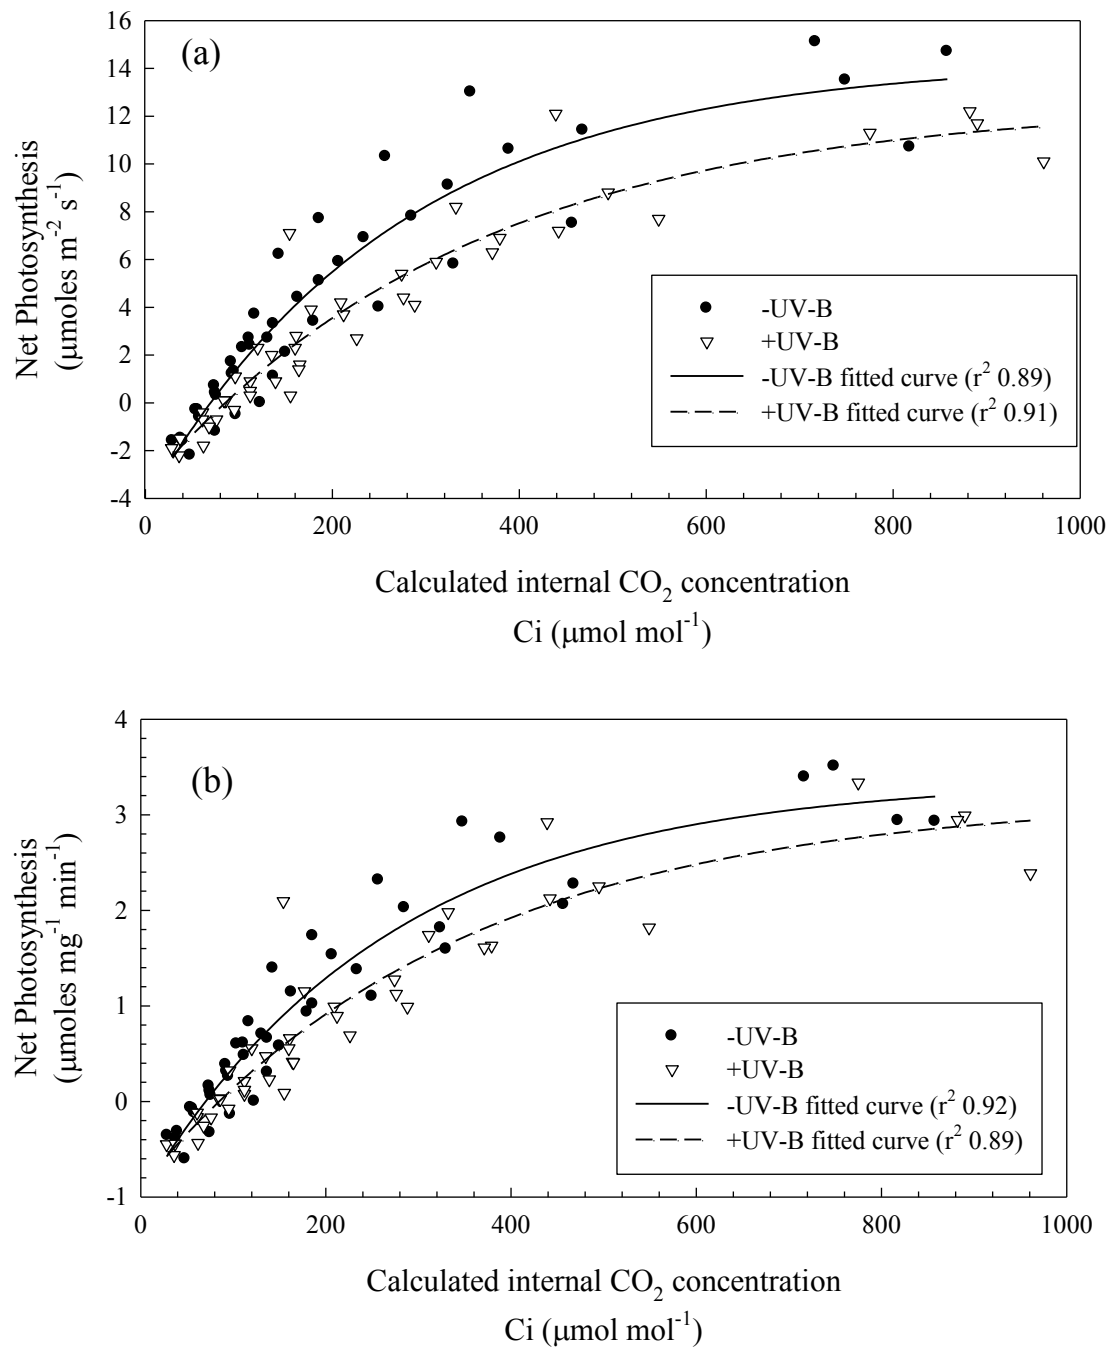 (a)
Net Photosynthesis
(μmoles m⁻² s⁻¹)
16
14
12
10
8
6
4
2
0
-2
-4
-UV-B
+UV-B
-UV-B fitted curve (r² 0.89)
+UV-B fitted curve (r² 0.91)
0 200 400 600 800 1000
Calculated internal CO₂ concentration
Ci (μmol mol⁻¹)
(b)
Net Photosynthesis
(μmoles mg⁻¹ min⁻¹)
4
3
2
1
0
-1
-UV-B
+UV-B
-UV-B fitted curve (r² 0.92)
+UV-B fitted curve (r² 0.89)
0 200 400 600 800 1000
Calculated internal CO₂ concentration
Ci (μmol mol⁻¹)